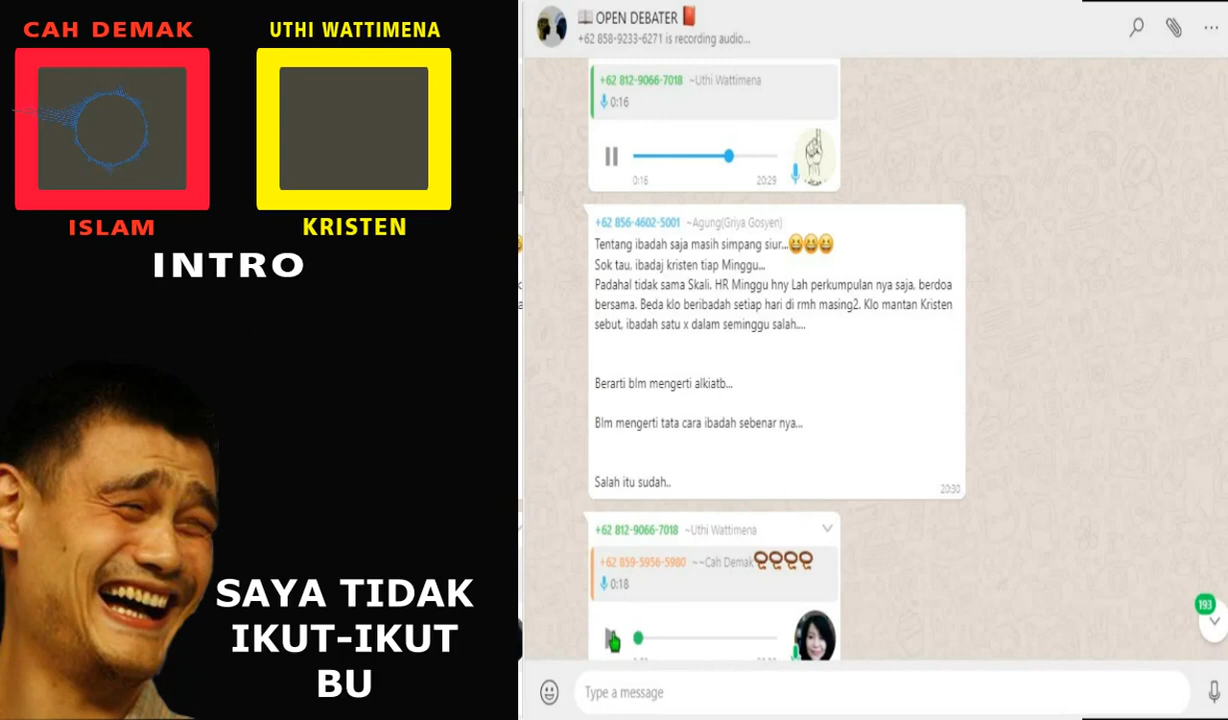 CAH DEMAK
UTHI WATTIMENA
ISLAM
KRISTEN
INTRO
SAYA TIDAK
IKUT-IKUT
BU
OPEN DEBATER
+62 858-9233-6271 is recording audio...
+62 812-9066-7018 ~Uthi Wattimena
0:16
0:16 20:29
+62 856-4602-5001 ~Agung(Griya Gosyen)
Tentang ibadah saja masih simpang siur...😆😆😆
Sok tau, ibadaj kristen tiap Minggu...
Padahal tidak sama Skali. HR Minggu hny Lah perkumpulan nya saja, berdoa
bersama. Beda klo beribadah setiap hari di rmh masing2. Klo mantan Kristen
sebut, ibadah satu x dalam seminggu salah....
Berarti blm mengerti alkiatb...
Blm mengerti tata cara ibadah sebenar nya...
Salah itu sudah..
20:30
+62 812-9066-7018 ~Uthi Wattimena
+62 859-5956-5980 ~~Cah Demak📿📿📿📿
0:18
193
Type a message